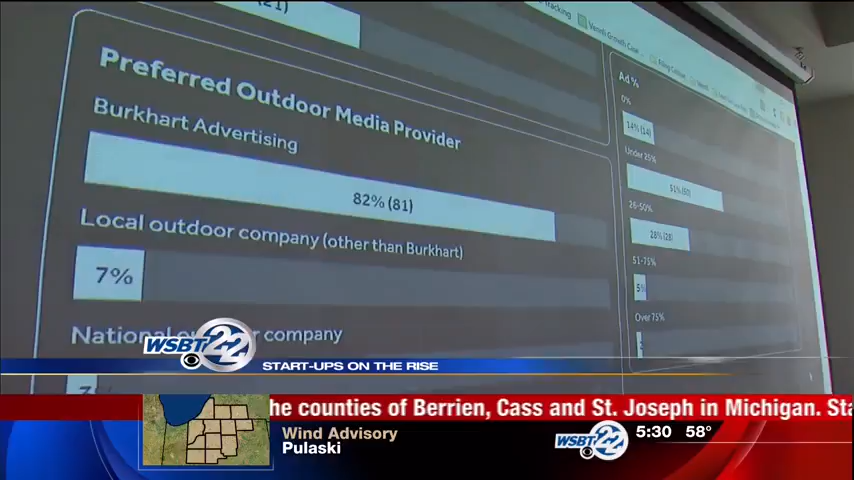 (21)
Preferred Outdoor Media Provider
Burkhart Advertising
82% (81)
Local outdoor company (other than Burkhart)
7%
National company
Ad %
0%
14% (14)
Under 25%
51% (50)
26-50%
28% (28)
51-75%
5%
Over 75%
WSBT 22
START-UPS ON THE RISE
he counties of Berrien, Cass and St. Joseph in Michigan. Sta
Wind Advisory
Pulaski
WSBT 22
5:30 58°